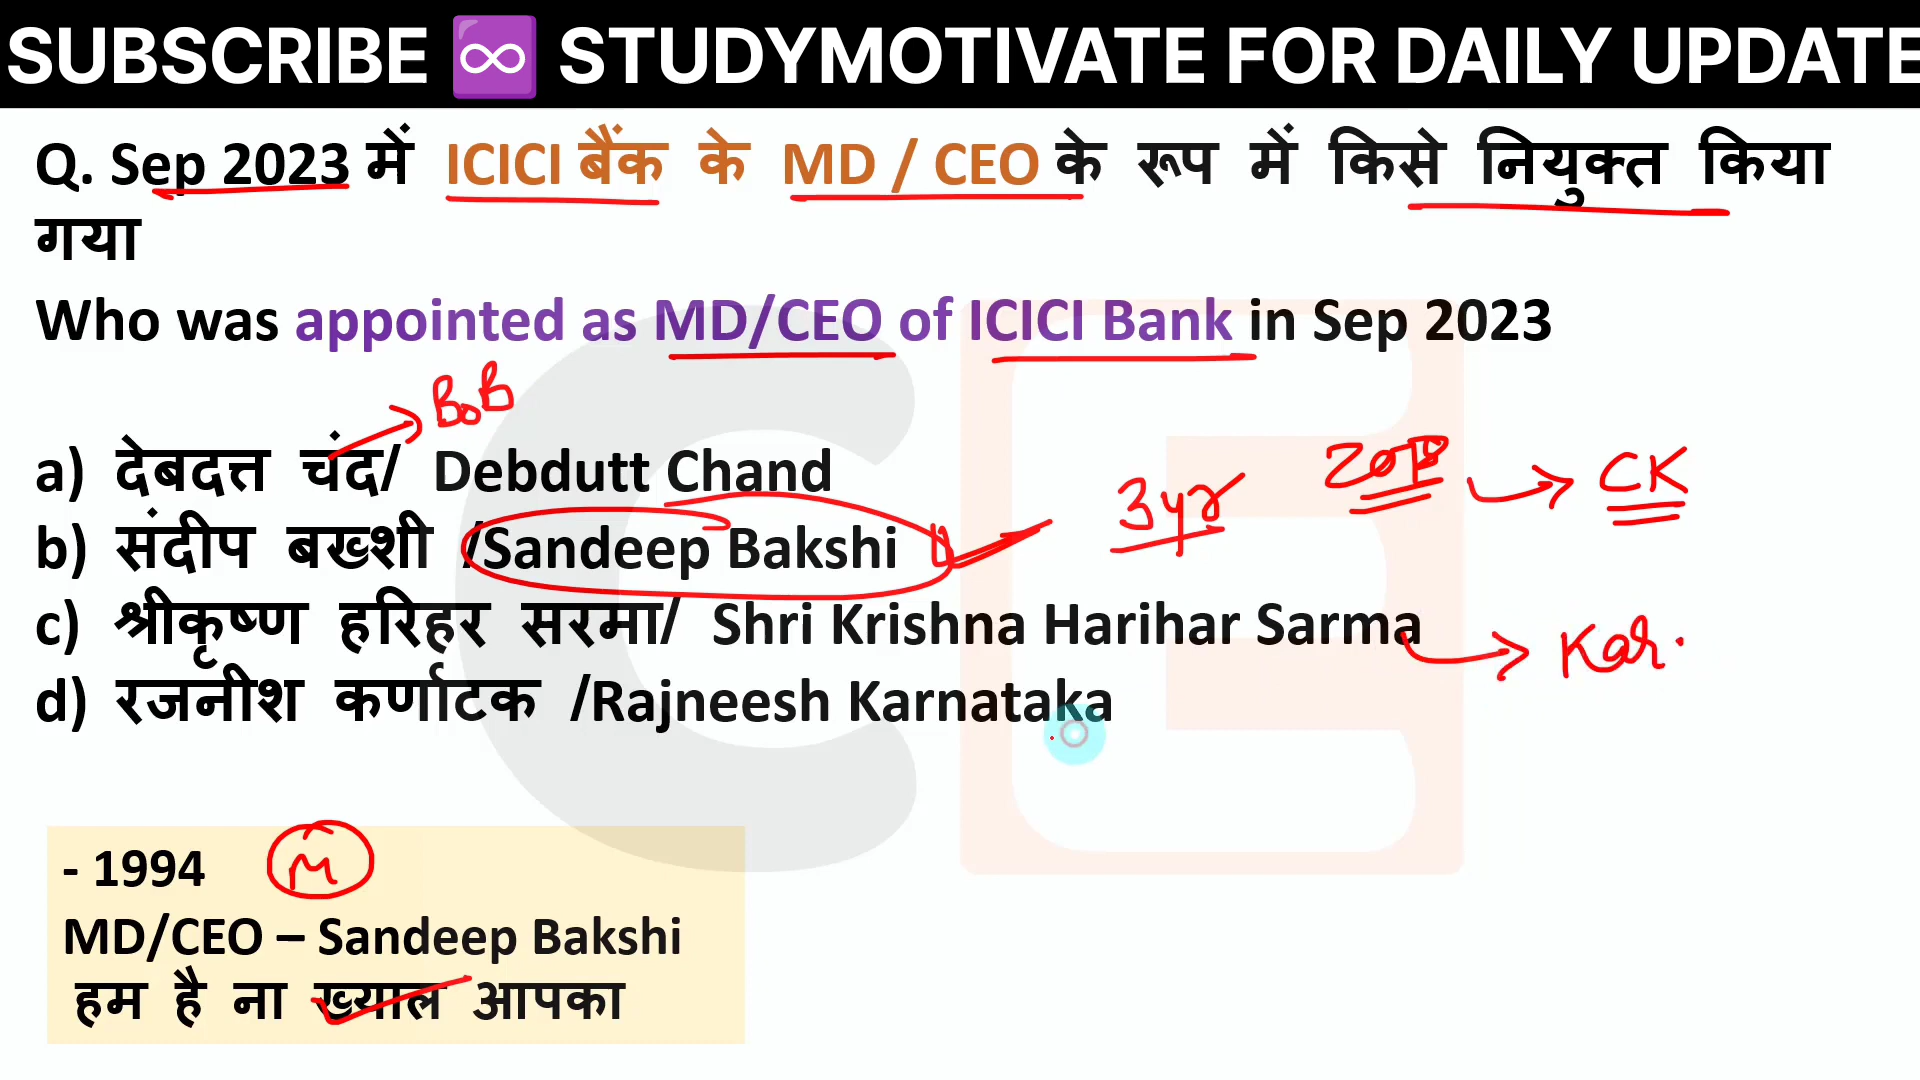 SUBSCRIBE ♾️ STUDYMOTIVATE FOR DAILY UPDATE
Q. Sep 2023 में ICICI बैंक के MD / CEO के रूप में किसे नियुक्त किया
गया
Who was appointed as MD/CEO of ICICI Bank in Sep 2023
BOB
a) देबदत्त चंद/ Debdutt Chand
b) संदीप बख्शी /Sandeep Bakshi 3yr CK
c) श्रीकृष्ण हरिहर सरमा/ Shri Krishna Harihar Sarma Kar.
d) रजनीश कर्णाटक /Rajneesh Karnataka
- 1994 M
MD/CEO – Sandeep Bakshi
हम है ना ख्याल आपका